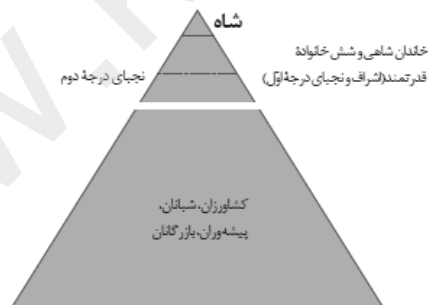 شاه
خاندان شاهی و شش خانوادهٔ
قدرتمند(اشراف و نجبای درجهٔ اوّل)
نجبای درجهٔ دوم
کشاورزان، شبانان،
پیشه‌وران، بازرگانان